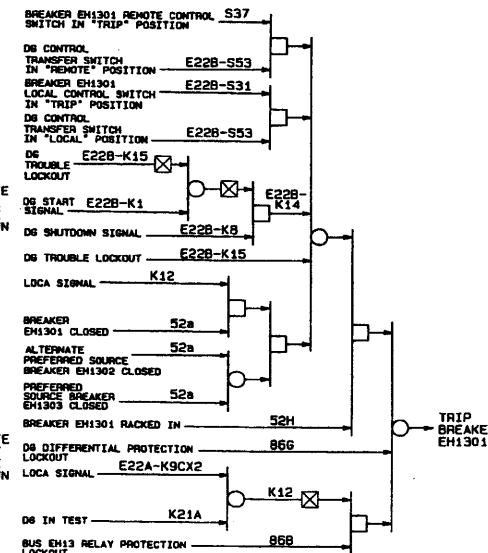 BREAKER EH1301 REMOTE CONTROL S37
SWITCH IN "TRIP" POSITION
DG CONTROL
TRANSFER SWITCH E22B-S53
IN "REMOTE" POSITION
BREAKER EH1301 E22B-S31
LOCAL CONTROL SWITCH
IN "TRIP" POSITION
DG CONTROL
TRANSFER SWITCH E22B-S53
IN "LOCAL" POSITION
DG E22B-K15
TROUBLE
LOCKOUT
E
DG START E22B-K1
SIGNAL
E22B-
K14
N
DG SHUTDOWN SIGNAL E22B-K8
DG TROUBLE LOCKOUT E22B-K15
LOCA SIGNAL K12
BREAKER 52a
EH1301 CLOSED
ALTERNATE 52a
PREFERRED SOURCE
BREAKER EH1302 CLOSED
PREFERRED
SOURCE BREAKER 52a
EH1303 CLOSED
BREAKER EH1301 RACKED IN 52H
TRIP
BREAKE
EH1301
TE
DG DIFFERENTIAL PROTECTION 86G
LOCKOUT
N
LOCA SIGNAL E22A-K9CX2
K12
DG IN TEST K21A
BUS EH13 RELAY PROTECTION 86B
LOCKOUT